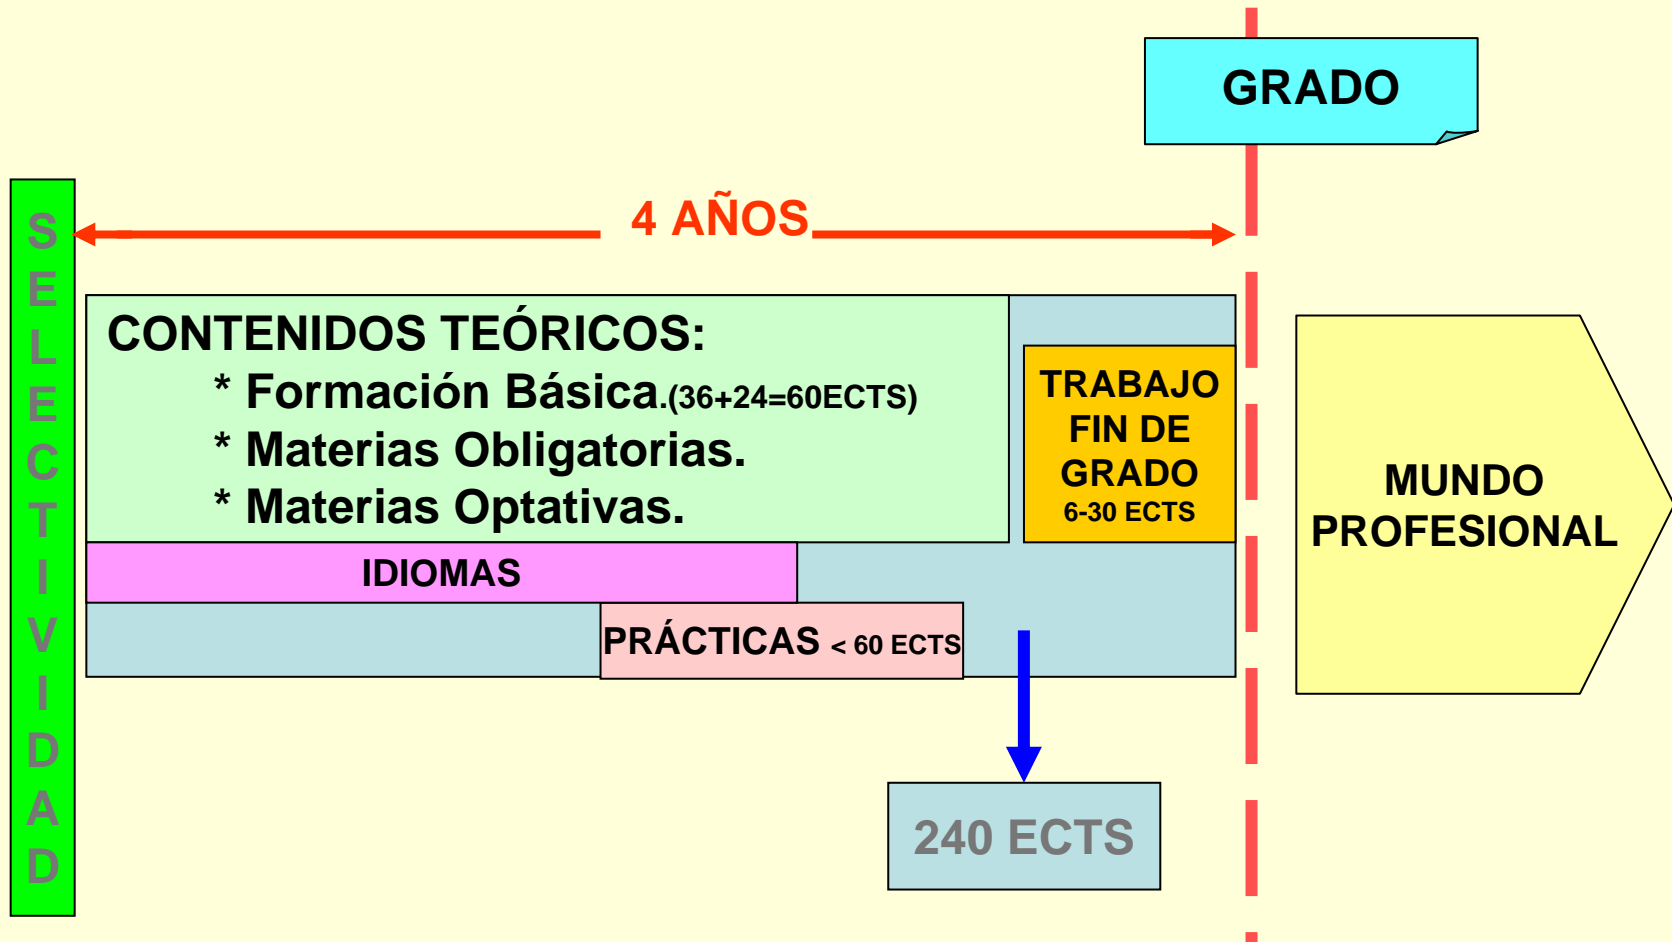 GRADO
SELECTIVIDAD
4 AÑOS
CONTENIDOS TEÓRICOS:
* Formación Básica.(36+24=60ECTS)
* Materias Obligatorias.
* Materias Optativas.
TRABAJO
FIN DE
GRADO
6-30 ECTS
IDIOMAS
PRÁCTICAS < 60 ECTS
MUNDO
PROFESIONAL
240 ECTS